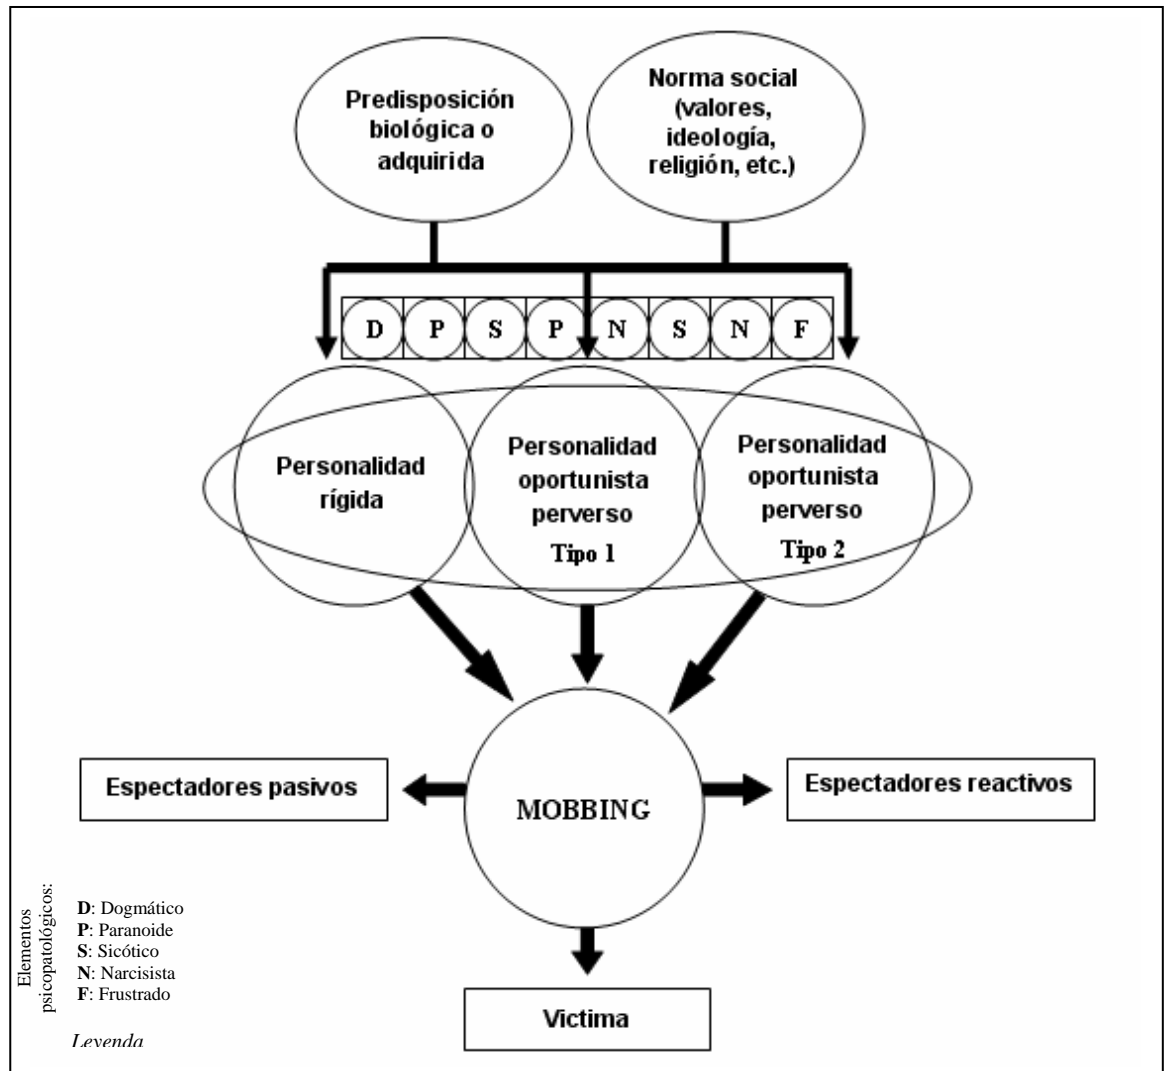 Predisposición
biológica o
adquirida
Norma social
(valores,
ideología,
religión, etc.)
D P S P N S N F
Personalidad
rígida
Personalidad
oportunista
perverso
Tipo 1
Personalidad
oportunista
perverso
Tipo 2
Espectadores pasivos
MOBBING
Espectadores reactivos
Victima
Elementos
psicopatológicos:
D: Dogmático
P: Paranoide
S: Sicótico
N: Narcisista
F: Frustrado
Leyenda